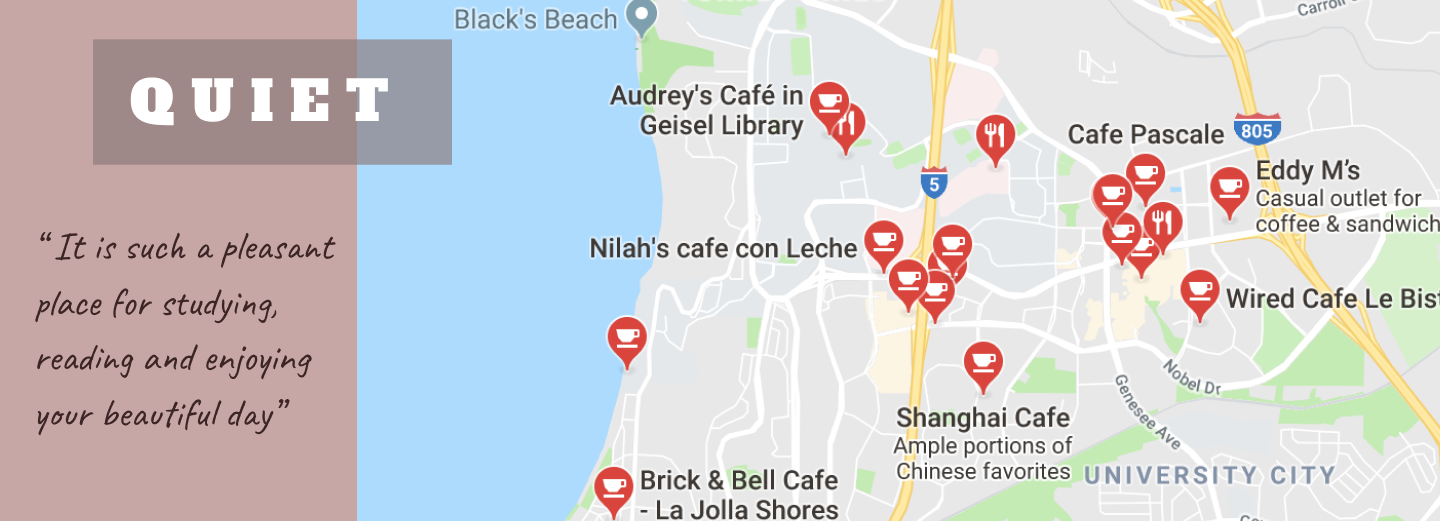 QUIET
“ It is such a pleasant
place for studying,
reading and enjoying
your beautiful day”
Black's Beach
Audrey's Café in
Geisel Library
Nilah's cafe con Leche
5
Cafe Pascale
805
Eddy M’s
Casual outlet for
coffee & sandwich
Wired Cafe Le Bist
Nobel Dr
Genesee Ave
Shanghai Cafe
Ample portions of
Chinese favorites
UNIVERSITY CITY
Brick & Bell Cafe
- La Jolla Shores
Carroll